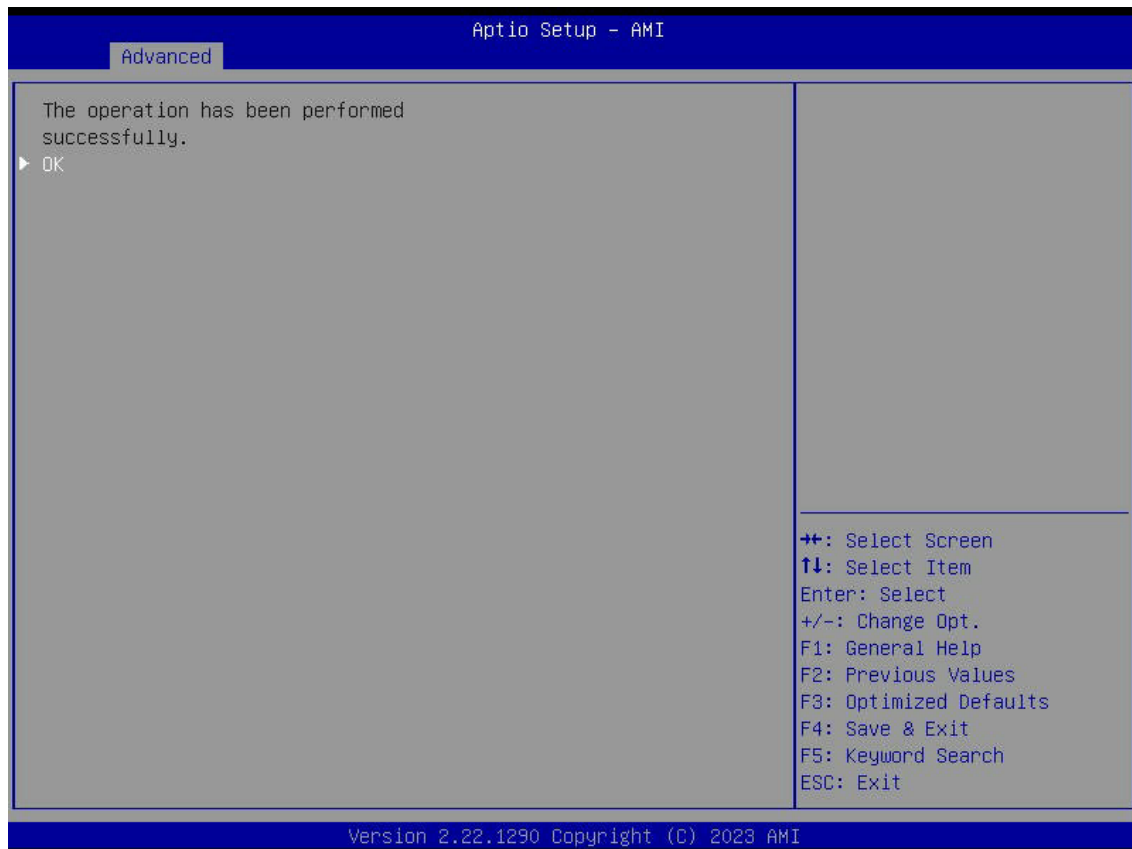 Aptio Setup - AMI
Advanced
The operation has been performed
successfully.
▶ OK
→←: Select Screen
↑↓: Select Item
Enter: Select
+/-: Change Opt.
F1: General Help
F2: Previous Values
F3: Optimized Defaults
F4: Save & Exit
F5: Keyword Search
ESC: Exit
Version 2.22.1290 Copyright (C) 2023 AMI